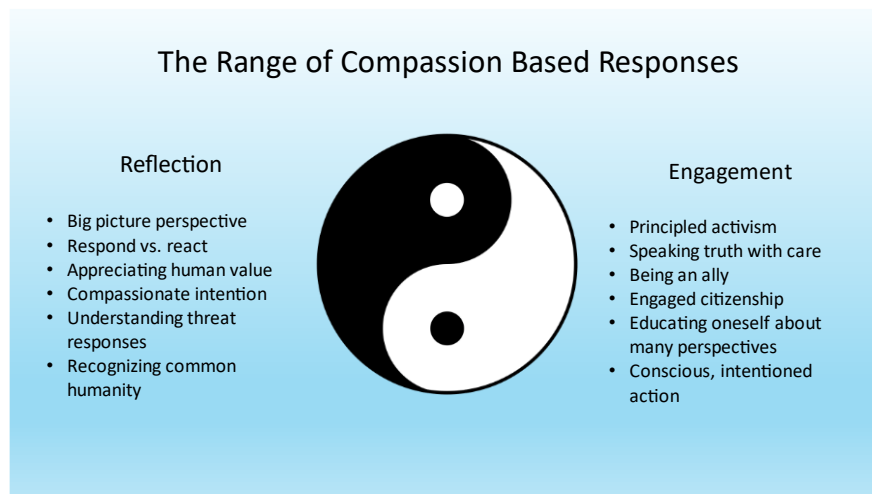 The Range of Compassion Based Responses
Reflection
• Big picture perspective
• Respond vs. react
• Appreciating human value
• Compassionate intention
• Understanding threat
responses
• Recognizing common
humanity
Engagement
• Principled activism
• Speaking truth with care
• Being an ally
• Engaged citizenship
• Educating oneself about
many perspectives
• Conscious, intentioned
action